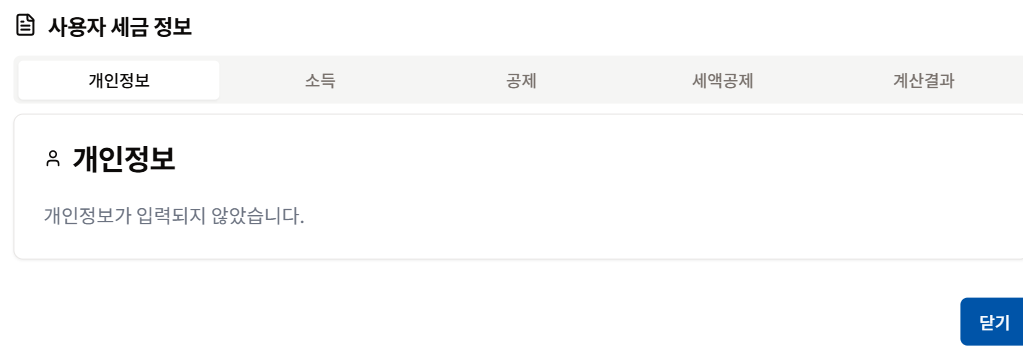 사용자 세금 정보
개인정보 소득 공제 세액공제 계산결과
개인정보
개인정보가 입력되지 않았습니다.
닫기